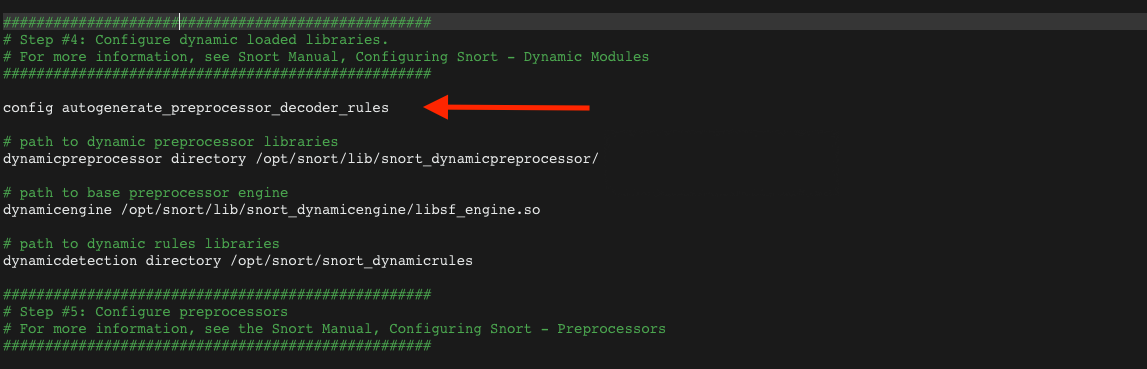 ###################################################
# Step #4: Configure dynamic loaded libraries.
# For more information, see Snort Manual, Configuring Snort - Dynamic Modules
###################################################
config autogenerate_preprocessor_decoder_rules
# path to dynamic preprocessor libraries
dynamicpreprocessor directory /opt/snort/lib/snort_dynamicpreprocessor/
# path to base preprocessor engine
dynamicengine /opt/snort/lib/snort_dynamicengine/libsf_engine.so
# path to dynamic rules libraries
dynamicdetection directory /opt/snort/snort_dynamicrules
###################################################
# Step #5: Configure preprocessors
# For more information, see the Snort Manual, Configuring Snort - Preprocessors
###################################################